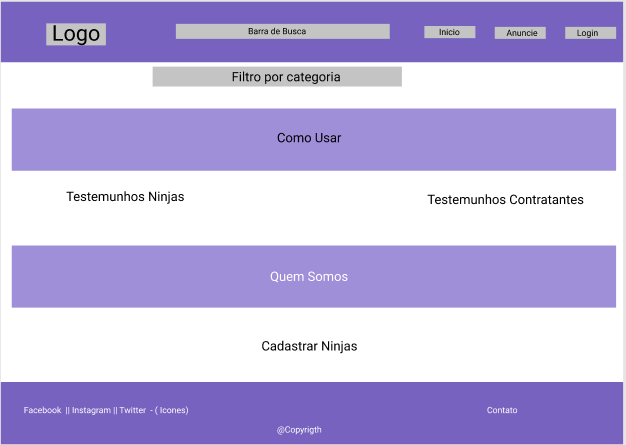 Logo
Barra de Busca
Inicio
Anuncie
Login
Filtro por categoria
Como Usar
Testemunhos Ninjas
Testemunhos Contratantes
Quem Somos
Cadastrar Ninjas
Facebook || Instagram || Twitter - ( Icones)
Contato
@Copyrigth